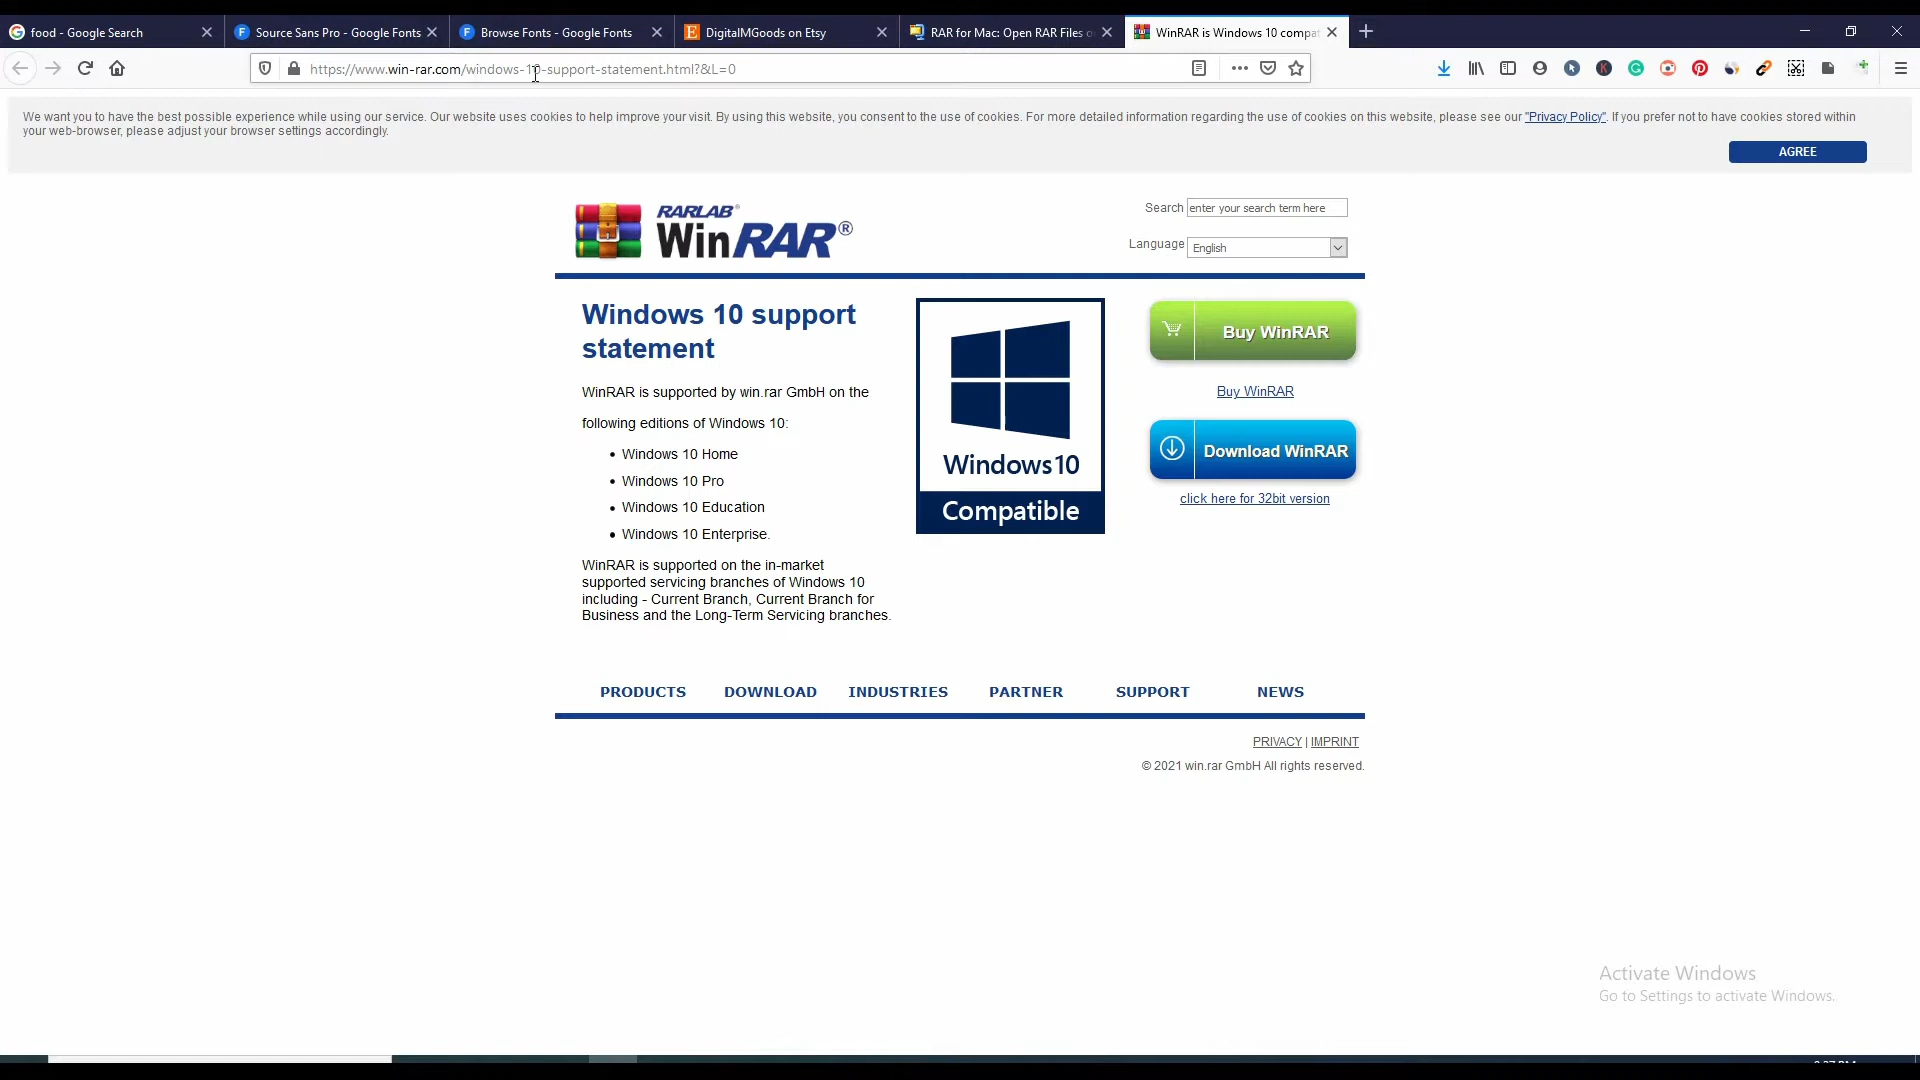 food - Google Search
Source Sans Pro - Google Fonts
Browse Fonts - Google Fonts
DigitalMGoods on Etsy
RAR for Mac: Open RAR Files o
WinRAR is Windows 10 compat
https://www.win-rar.com/windows-10-support-statement.html?&L=0
We want you to have the best possible experience while using our service. Our website uses cookies to help improve your visit. By using this website, you consent to the use of cookies. For more detailed information regarding the use of cookies on this website, please see our "Privacy Policy". If you prefer not to have cookies stored within
your web-browser, please adjust your browser settings accordingly.
AGREE
RARLAB®
WinRAR®
Search enter your search term here
Language English
Windows 10 support
statement
WinRAR is supported by win.rar GmbH on the
following editions of Windows 10:
• Windows 10 Home
• Windows 10 Pro
• Windows 10 Education
• Windows 10 Enterprise.
WinRAR is supported on the in-market
supported servicing branches of Windows 10
including - Current Branch, Current Branch for
Business and the Long-Term Servicing branches.
Windows10
Compatible
Buy WinRAR
Buy WinRAR
Download WinRAR
click here for 32bit version
PRODUCTS DOWNLOAD INDUSTRIES PARTNER SUPPORT NEWS
PRIVACY | IMPRINT
© 2021 win.rar GmbH All rights reserved.
Activate Windows
Go to Settings to activate Windows.